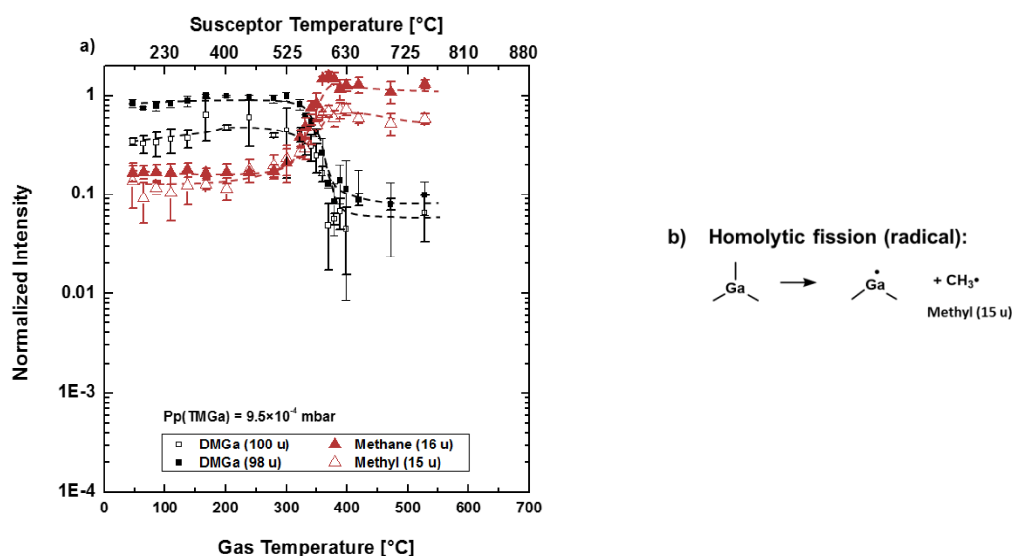 Susceptor Temperature [°C]
a)
230 400 525 630 725 810 880
Normalized Intensity
1
0.1
0.01
1E-3
1E-4
Pp(TMGa) = 9.5×10⁻⁴ mbar
DMGa (100 u) Methane (16 u)
DMGa (98 u) Methyl (15 u)
0 100 200 300 400 500 600 700
Gas Temperature [°C]
b) Homolytic fission (radical):
Ga Ga + CH₃•
Methyl (15 u)